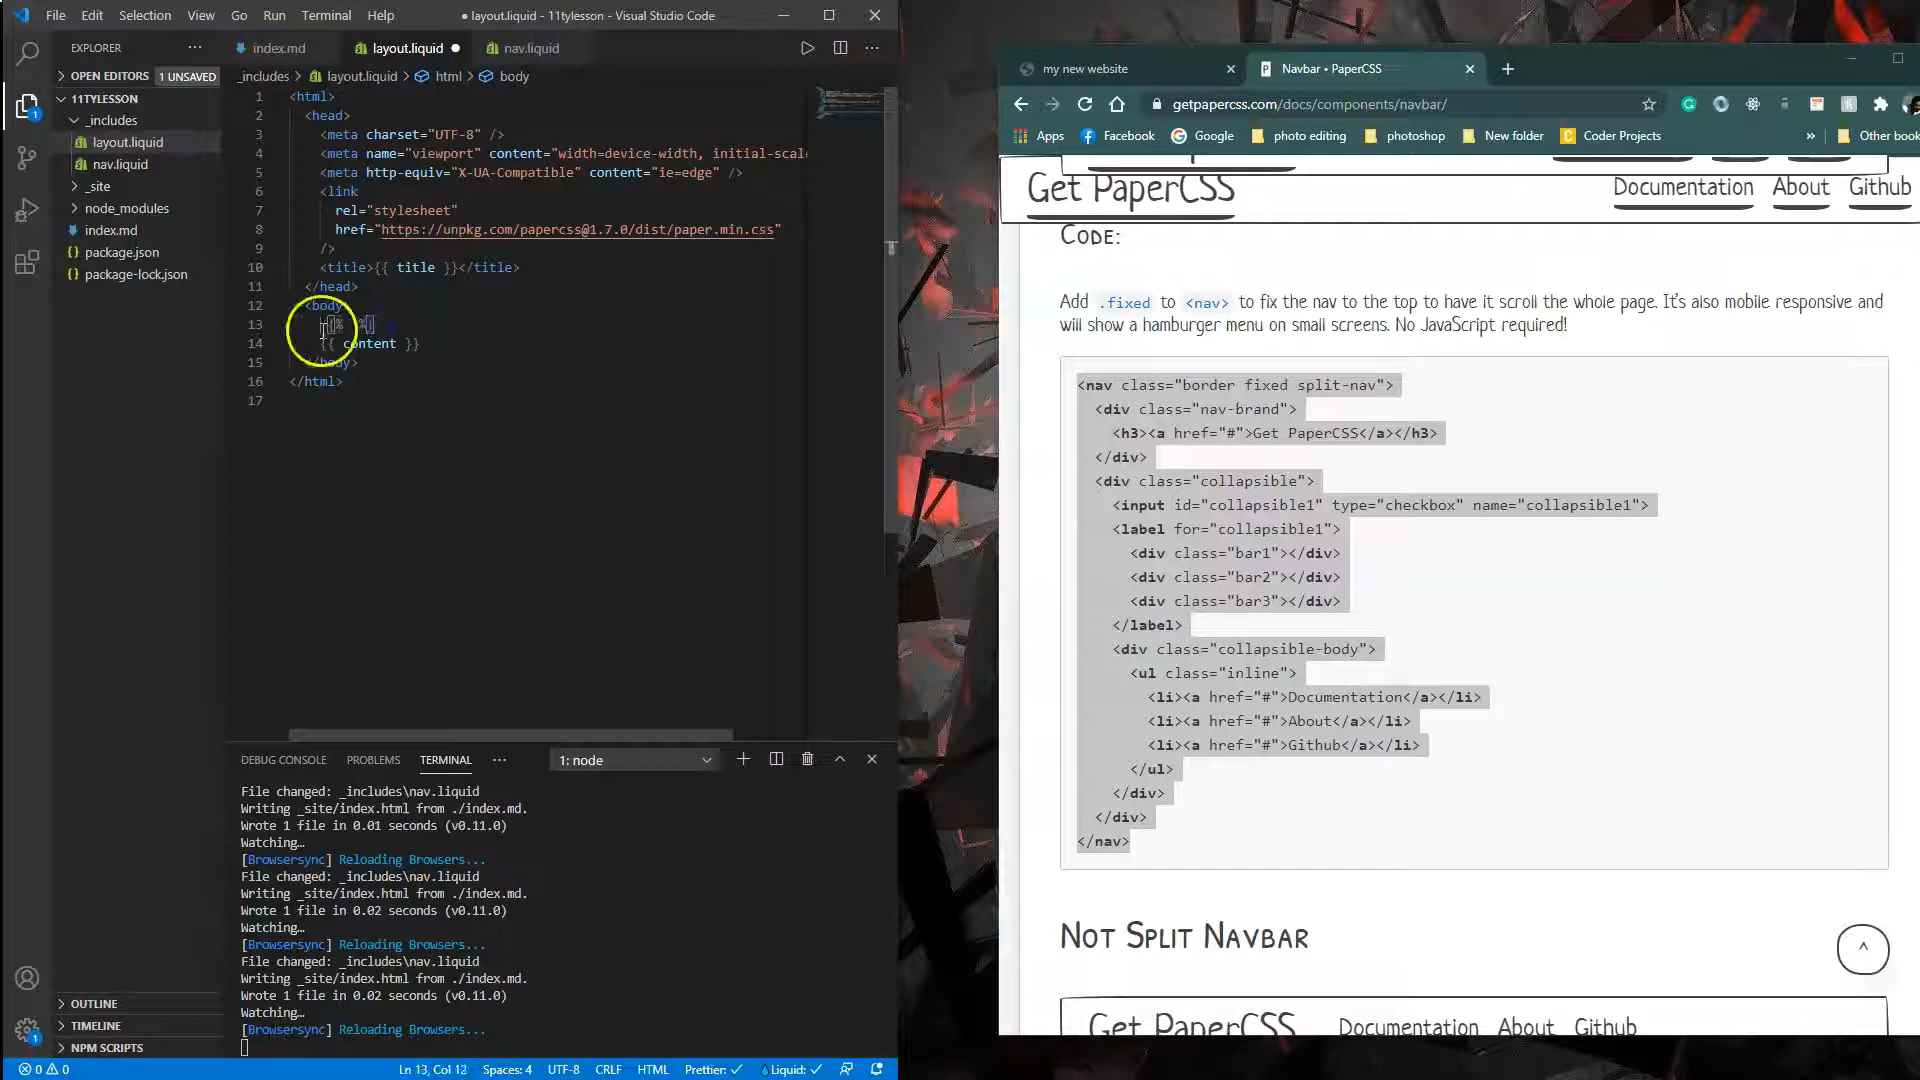 File Edit Selection View Go Run Terminal Help
● layout.liquid - 11tylesson - Visual Studio Code
EXPLORER
OPEN EDITORS 1 UNSAVED
11TYLESSON
_includes
layout.liquid
nav.liquid
_site
node_modules
index.md
package.json
package-lock.json
OUTLINE
TIMELINE
NPM SCRIPTS
index.md layout.liquid ● nav.liquid
_includes > layout.liquid > html > body
1 <html>
2 <head>
3 <meta charset="UTF-8" />
4 <meta name="viewport" content="width=device-width, initial-scale
5 <meta http-equiv="X-UA-Compatible" content="ie=edge" />
6 <link
7 rel="stylesheet"
8 href="https://unpkg.com/papercss@1.7.0/dist/paper.min.css"
9 />
10 <title>{{ title }}</title>
11 </head>
12 <body>
13 {% %}
14 {{ content }}
15 </body>
16 </html>
17
DEBUG CONSOLE PROBLEMS TERMINAL 1: node
File changed: _includes\nav.liquid
Writing _site/index.html from ./index.md.
Wrote 1 file in 0.01 seconds (v0.11.0)
Watching…
[Browsersync] Reloading Browsers...
File changed: _includes\nav.liquid
Writing _site/index.html from ./index.md.
Wrote 1 file in 0.02 seconds (v0.11.0)
Watching…
[Browsersync] Reloading Browsers...
File changed: _includes\nav.liquid
Writing _site/index.html from ./index.md.
Wrote 1 file in 0.02 seconds (v0.11.0)
Watching…
[Browsersync] Reloading Browsers...
0 0 Ln 13, Col 12 Spaces: 4 UTF-8 CRLF HTML Prettier: ✓ Liquid: ✓
my new website Navbar • PaperCSS
getpapercss.com/docs/components/navbar/
Apps Facebook Google photo editing photoshop New folder Coder Projects » Other book
Get PaperCSS Documentation About Github
Code:
Add .fixed to <nav> to fix the nav to the top to have it scroll the whole page. It's also mobile responsive and
will show a hamburger menu on small screens. No JavaScript required!
<nav class="border fixed split-nav">
<div class="nav-brand">
<h3><a href="#">Get PaperCSS</a></h3>
</div>
<div class="collapsible">
<input id="collapsible1" type="checkbox" name="collapsible1">
<label for="collapsible1">
<div class="bar1"></div>
<div class="bar2"></div>
<div class="bar3"></div>
</label>
<div class="collapsible-body">
<ul class="inline">
<li><a href="#">Documentation</a></li>
<li><a href="#">About</a></li>
<li><a href="#">Github</a></li>
</ul>
</div>
</div>
</nav>
Not Split Navbar
Get PaperCSS Documentation About Github